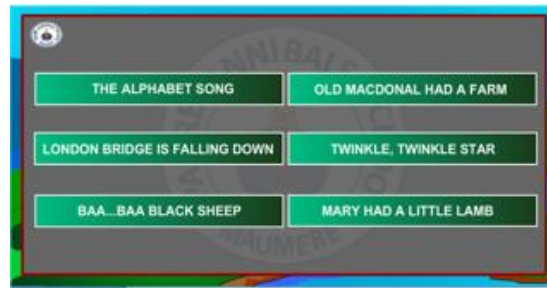 THE ALPHABET SONG
OLD MACDONAL HAD A FARM
LONDON BRIDGE IS FALLING DOWN
TWINKLE, TWINKLE STAR
BAA...BAA BLACK SHEEP
MARY HAD A LITTLE LAMB
MAUMERE